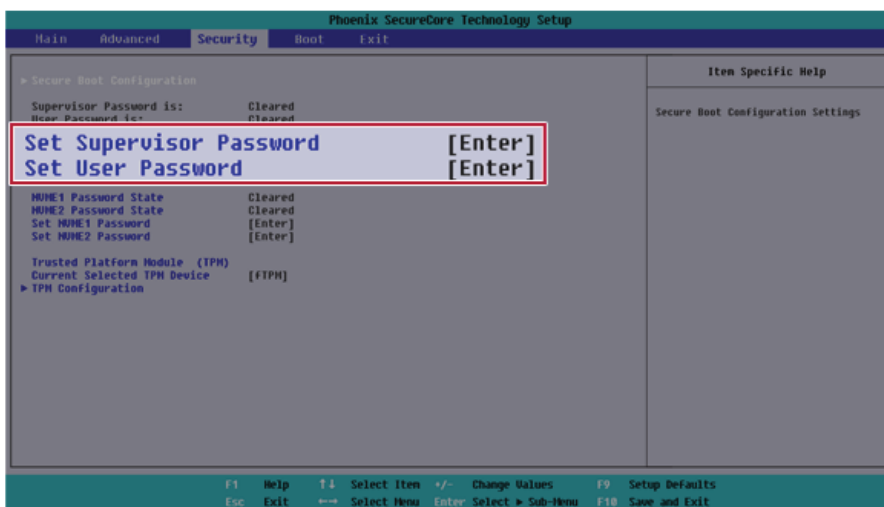 Phoenix SecureCore Technology Setup
Main Advanced Security Boot Exit
▶ Secure Boot Configuration
Item Specific Help
Supervisor Password is: Cleared
User Password is: Cleared
Secure Boot Configuration Settings
Set Supervisor Password [Enter]
Set User Password [Enter]
NVME1 Password State Cleared
NVME2 Password State Cleared
Set NVME1 Password [Enter]
Set NVME2 Password [Enter]
Trusted Platform Module (TPM)
Current Selected TPM Device [fTPM]
▶ TPM Configuration
F1 Help ↑↓ Select Item +/- Change Values F9 Setup Defaults
Esc Exit ←→ Select Menu Enter Select ▶ Sub-Menu F10 Save and Exit